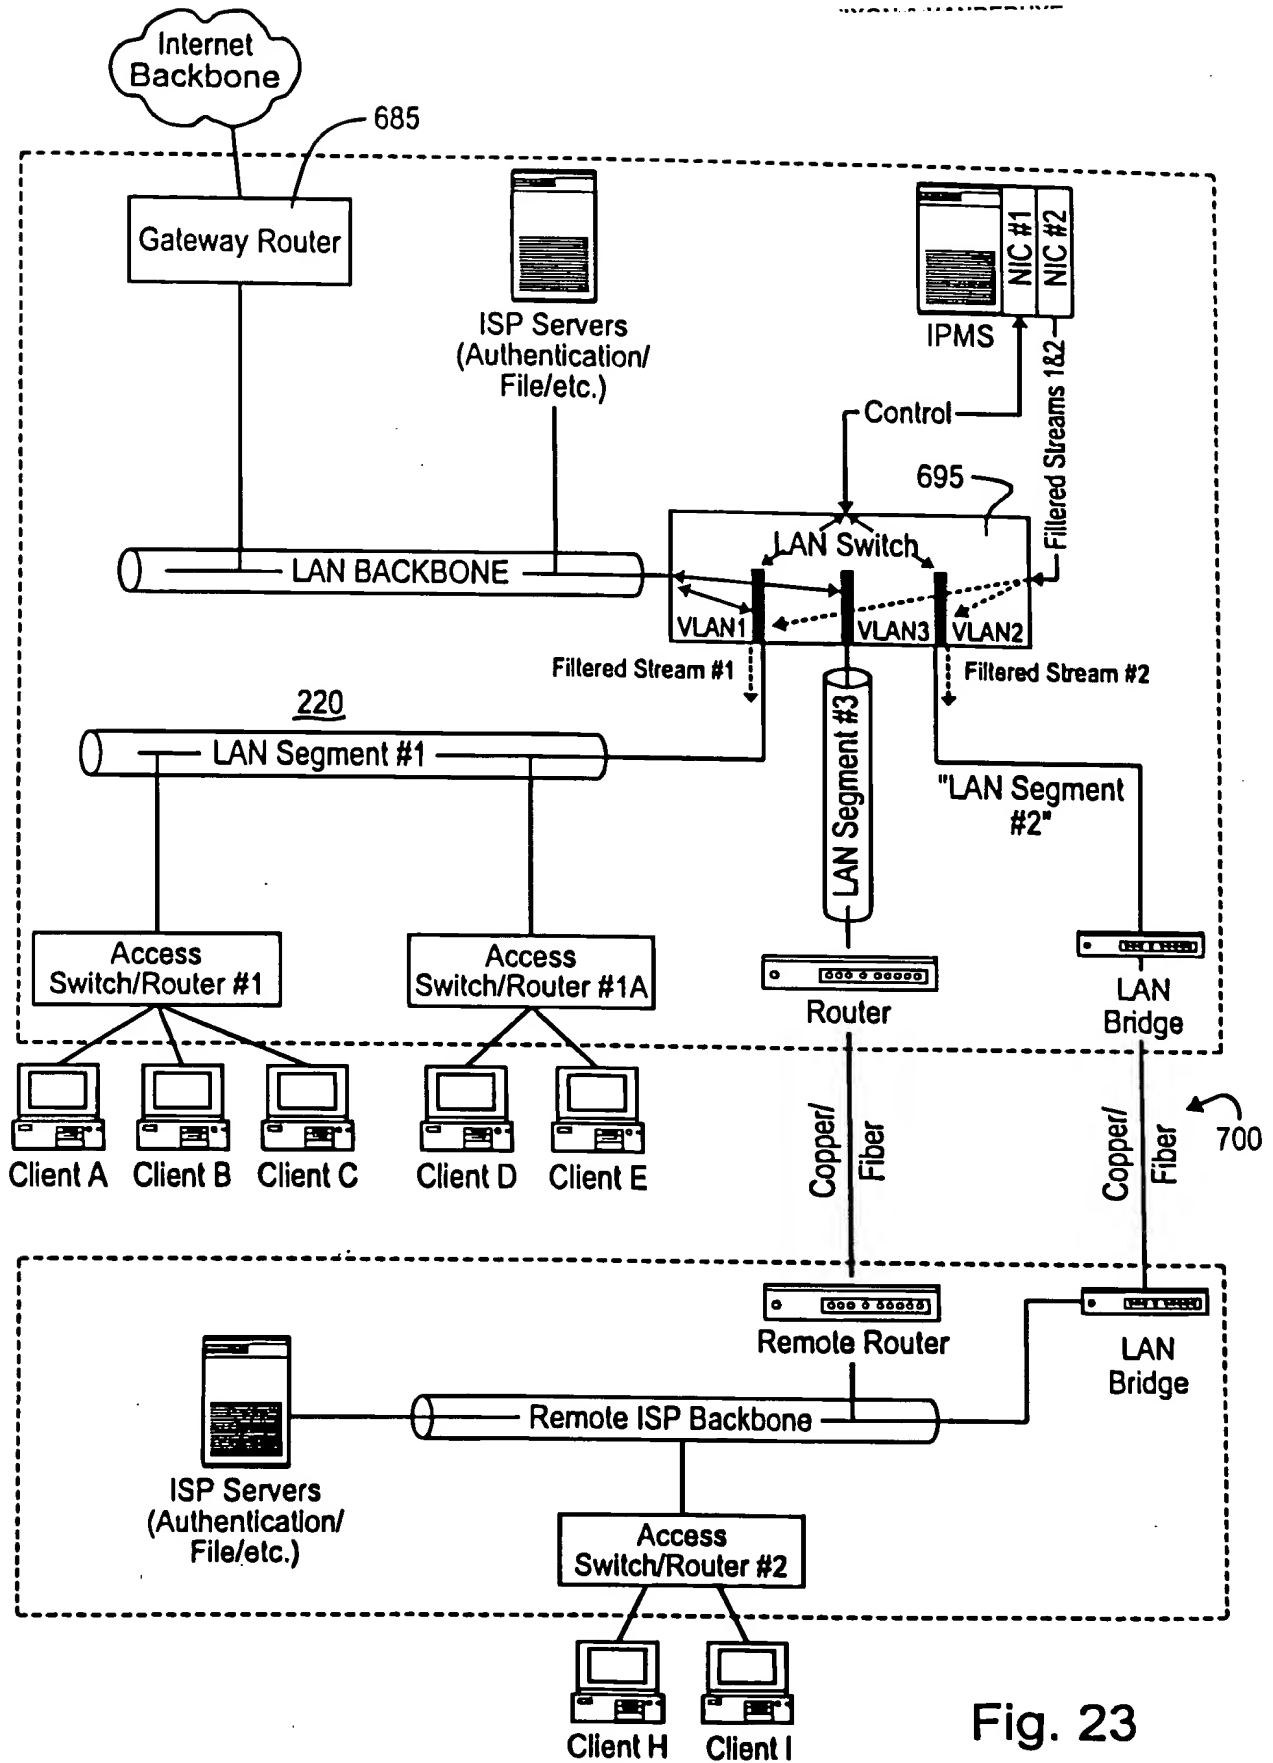 Internet
Backbone
685
Gateway Router
ISP Servers
(Authentication/
File/etc.)
NIC #1
NIC #2
IPMS
Control
Filtered Streams 1&2
695
LAN Switch
LAN BACKBONE
VLAN1
VLAN3
VLAN2
Filtered Stream #1
Filtered Stream #2
220
LAN Segment #1
LAN Segment #3
"LAN Segment
#2"
Access
Switch/Router #1
Access
Switch/Router #1A
Router
LAN
Bridge
Client A
Client B
Client C
Client D
Client E
Copper/
Fiber
Copper/
Fiber
700
Remote Router
LAN
Bridge
Remote ISP Backbone
ISP Servers
(Authentication/
File/etc.)
Access
Switch/Router #2
Client H
Client I
Fig. 23